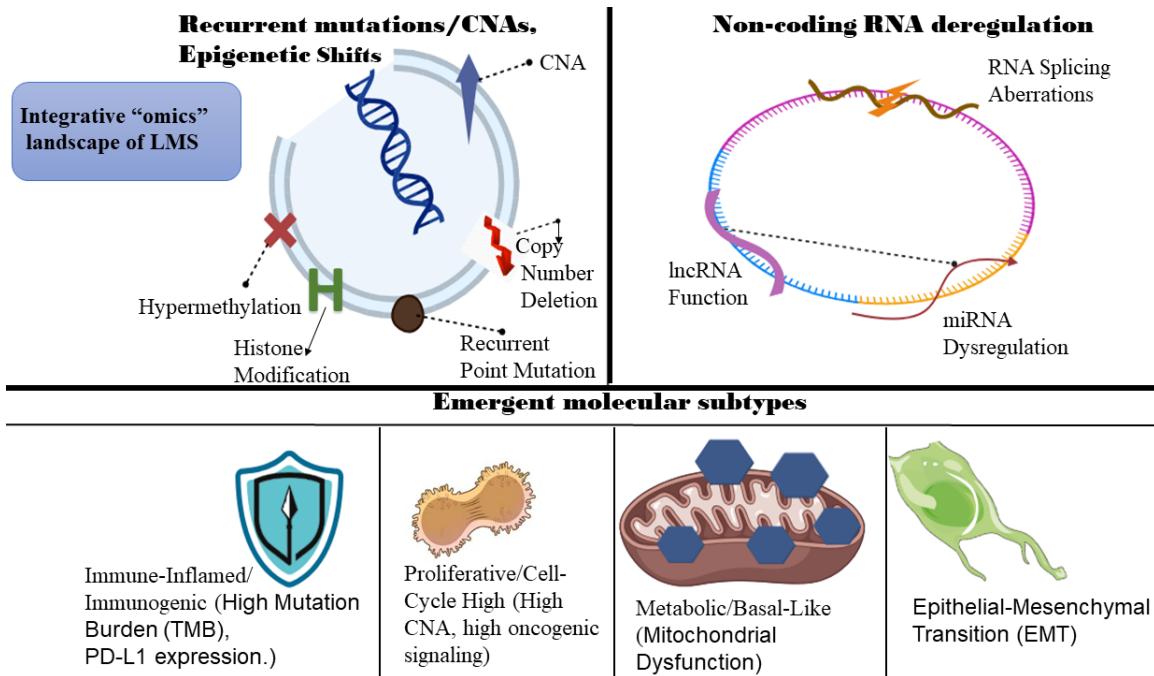 Recurrent mutations/CNAs,
Epigenetic Shifts
Integrative “omics”
landscape of LMS
CNA
Copy
Number
Deletion
Hypermethylation
Histone
Modification
Recurrent
Point Mutation
Non-coding RNA deregulation
RNA Splicing
Aberrations
lncRNA
Function
miRNA
Dysregulation
Emergent molecular subtypes
Immune-Inflamed/
Immunogenic (High Mutation
Burden (TMB),
PD-L1 expression.)
Proliferative/Cell-
Cycle High (High
CNA, high oncogenic
signaling)
Metabolic/Basal-Like
(Mitochondrial
Dysfunction)
Epithelial-Mesenchymal
Transition (EMT)